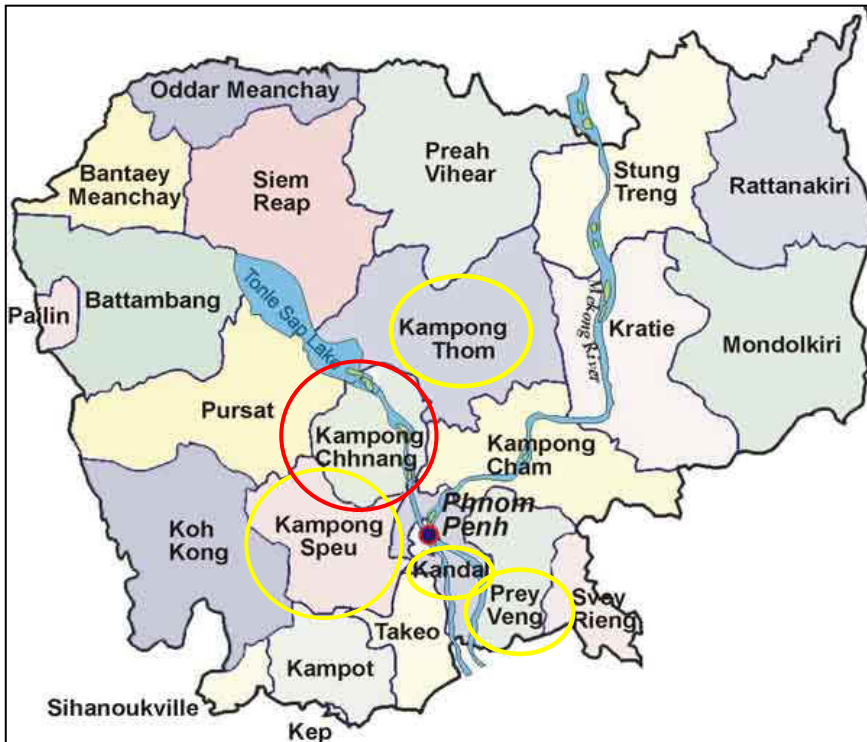 Oddar Meanchay
Bantaey
Meanchay
Siem
Reap
Preah
Vihear
Stung
Treng
Rattanakiri
Battambang
Pailin
Tonle Sap Lake
Kampong
Thom
Mekong River
Kratie
Mondolkiri
Pursat
Kampong
Chhnang
Kampong
Cham
Koh
Kong
Kampong
Speu
Phnom
Penh
Kandal
Prey
Veng
Svey
Rieng
Takeo
Kampot
Sihanoukville
Kep